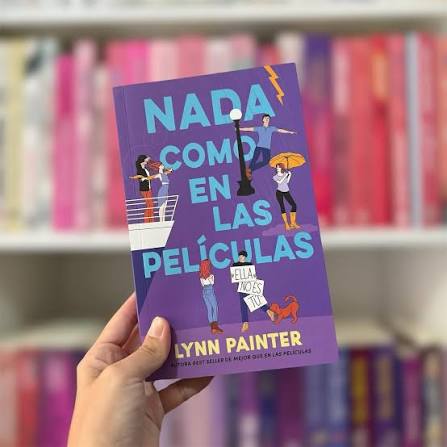 NADA
COMO
EN
LAS
PELÍCULAS
ELLA
NO ES
TÚ
LYNN PAINTER
AUTORA BEST SELLER DE MEJOR QUE EN LAS PELÍCULAS